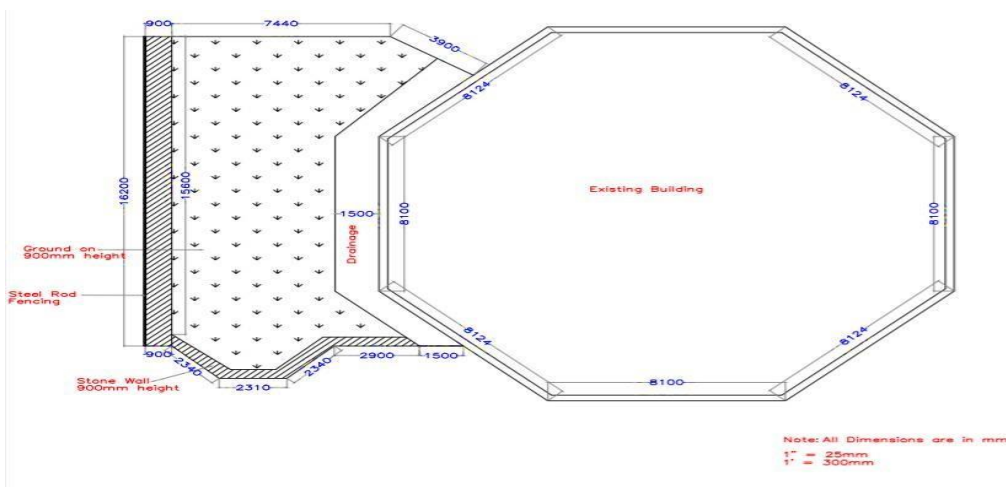 900
7440
3900
8124
8124
16200
15600
1500
Drainage
8100
Existing Building
8100
Ground on
900mm height
Steel Rod
Fencing
900
2340
2310
2340
2900
1500
Stone Wall
900mm height
8124
8124
8100
Note: All Dimensions are in mm
1" = 25mm
1' = 300mm